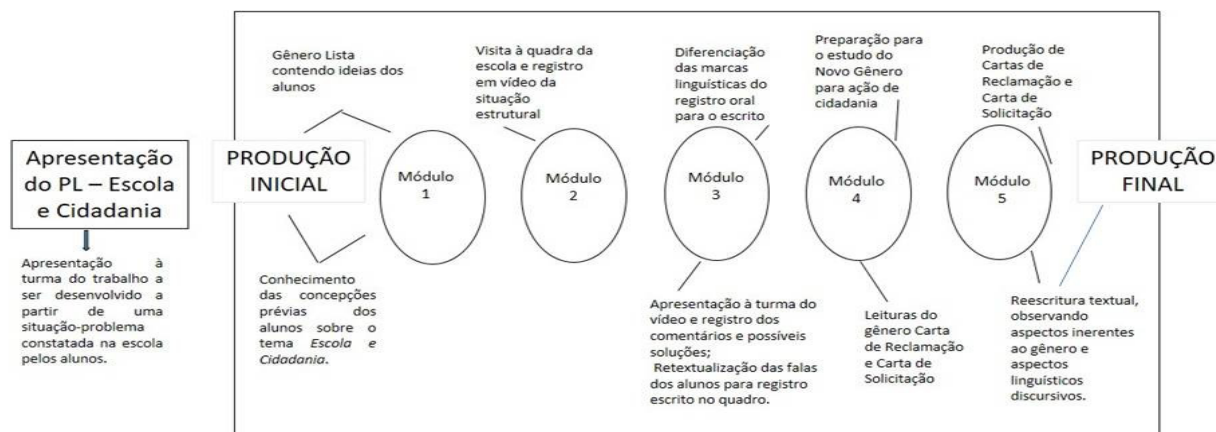 Apresentação
do PL – Escola
e Cidadania
Apresentação à
turma do trabalho a
ser desenvolvido a
partir de uma
situação-problema
constatada na escola
pelos alunos.
Gênero Lista
contendo ideias dos
alunos
PRODUÇÃO
INICIAL
Conhecimento
das concepções
prévias dos
alunos sobre o
tema Escola e
Cidadania.
Módulo
1
Visita à quadra da
escola e registro
em vídeo da
situação
estrutural
Módulo
2
Diferenciação
das marcas
linguísticas do
registro oral
para o escrito
Módulo
3
Apresentação à turma do
vídeo e registro dos
comentários e possíveis
soluções;
Retextualização das falas
dos alunos para registro
escrito no quadro.
Preparação para
o estudo do
Novo Gênero
para ação de
cidadania
Módulo
4
Leituras do
gênero Carta
de Reclamação
e Carta de
Solicitação
Produção de
Cartas de
Reclamação e
Carta de
Solicitação
Módulo
5
Reescritura textual,
observando
aspectos inerentes
ao gênero e
aspectos
linguísticos
discursivos.
PRODUÇÃO
FINAL